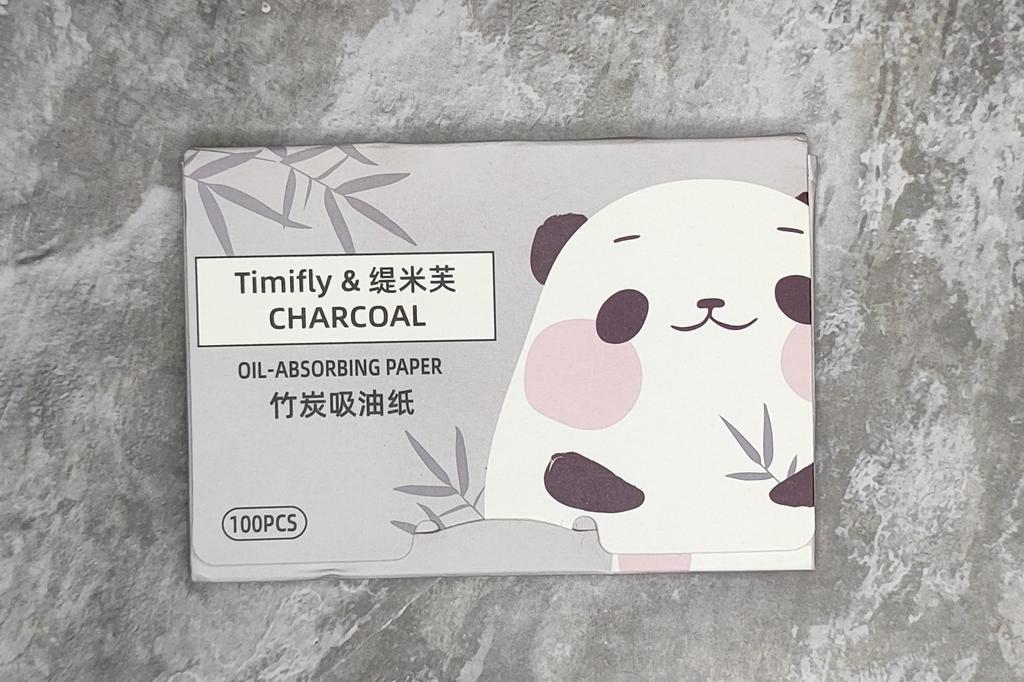 Timifly & 缇米芙
CHARCOAL
OIL-ABSORBING PAPER
竹炭吸油纸
100PCS